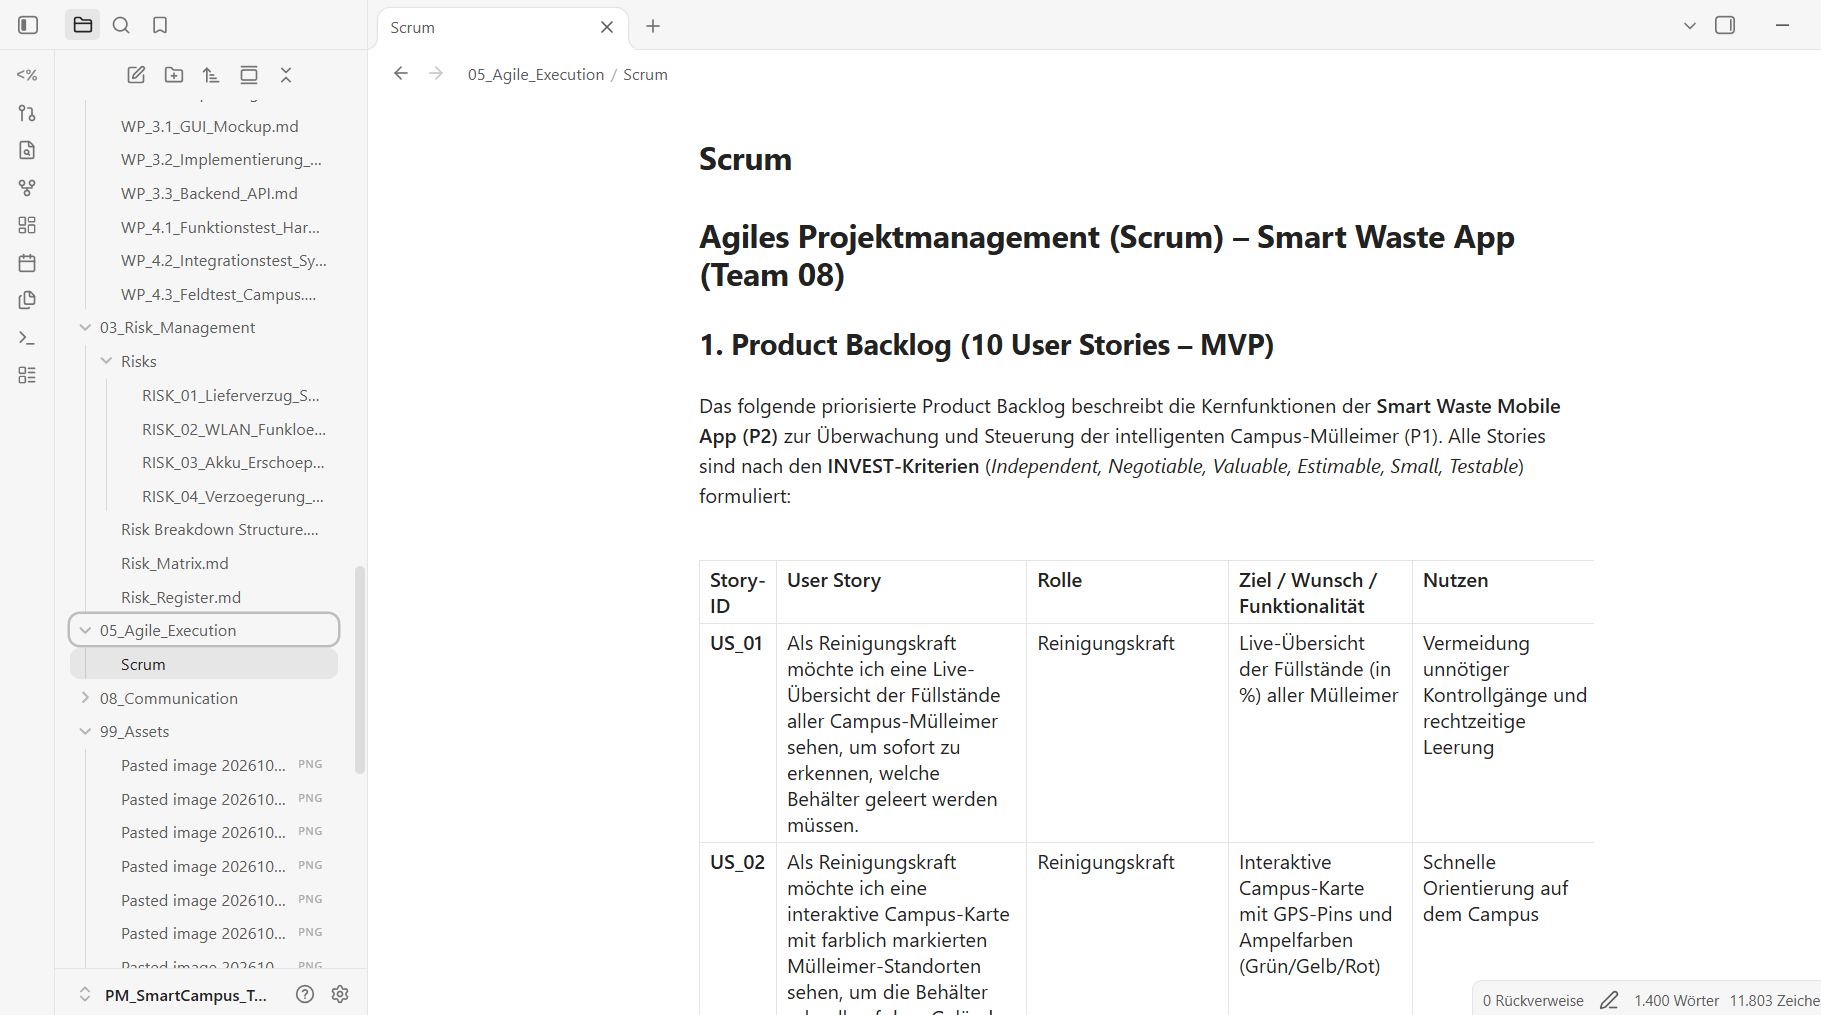 Scrum
05_Agile_Execution / Scrum
<%
WP_3.1_GUI_Mockup.md
WP_3.2_Implementierung_...
WP_3.3_Backend_API.md
WP_4.1_Funktionstest_Har...
WP_4.2_Integrationstest_Sy...
WP_4.3_Feldtest_Campus....
03_Risk_Management
Risks
RISK_01_Lieferverzug_S...
RISK_02_WLAN_Funkloe...
RISK_03_Akku_Erschoep...
RISK_04_Verzoegerung_...
Risk Breakdown Structure....
Risk_Matrix.md
Risk_Register.md
05_Agile_Execution
Scrum
08_Communication
99_Assets
Pasted image 202610... PNG
Pasted image 202610... PNG
Pasted image 202610... PNG
Pasted image 202610... PNG
Pasted image 202610... PNG
Pasted image 202610... PNG
Pasted image 202610... PNG
PM_SmartCampus_T...
Scrum
Agiles Projektmanagement (Scrum) – Smart Waste App
(Team 08)
1. Product Backlog (10 User Stories – MVP)
Das folgende priorisierte Product Backlog beschreibt die Kernfunktionen der Smart Waste Mobile
App (P2) zur Überwachung und Steuerung der intelligenten Campus-Mülleimer (P1). Alle Stories
sind nach den INVEST-Kriterien (Independent, Negotiable, Valuable, Estimable, Small, Testable)
formuliert:
Story-
ID
User Story
Rolle
Ziel / Wunsch /
Funktionalität
Nutzen
US_01
Als Reinigungskraft
möchte ich eine Live-
Übersicht der Füllstände
aller Campus-Mülleimer
sehen, um sofort zu
erkennen, welche
Behälter geleert werden
müssen.
Reinigungskraft
Live-Übersicht
der Füllstände (in
%) aller Mülleimer
Vermeidung
unnötiger
Kontrollgänge und
rechtzeitige
Leerung
US_02
Als Reinigungskraft
möchte ich eine
interaktive Campus-Karte
mit farblich markierten
Mülleimer-Standorten
sehen, um die Behälter
Reinigungskraft
Interaktive
Campus-Karte
mit GPS-Pins und
Ampelfarben
(Grün/Gelb/Rot)
Schnelle
Orientierung auf
dem Campus
0 Rückverweise 1.400 Wörter 11.803 Zeiche